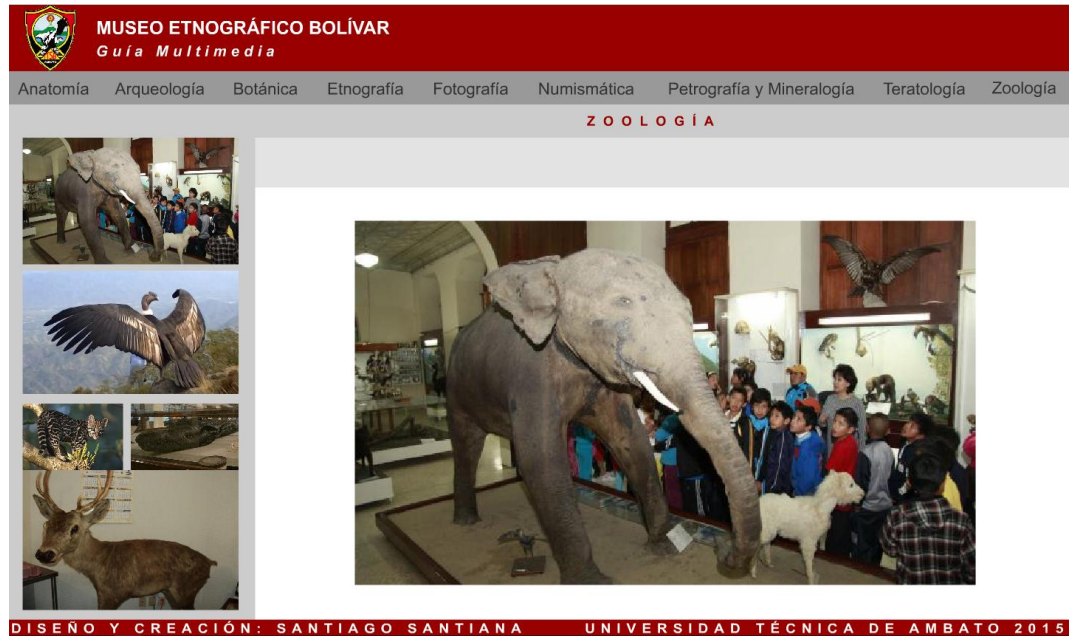 MUSEO ETNOGRÁFICO BOLÍVAR
Guía Multimedia
Anatomía Arqueología Botánica Etnografía Fotografía Numismática Petrografía y Mineralogía Teratología Zoología
ZOOLOGÍA
DISEÑO Y CREACIÓN: SANTIAGO SANTIANA UNIVERSIDAD TÉCNICA DE AMBATO 2015